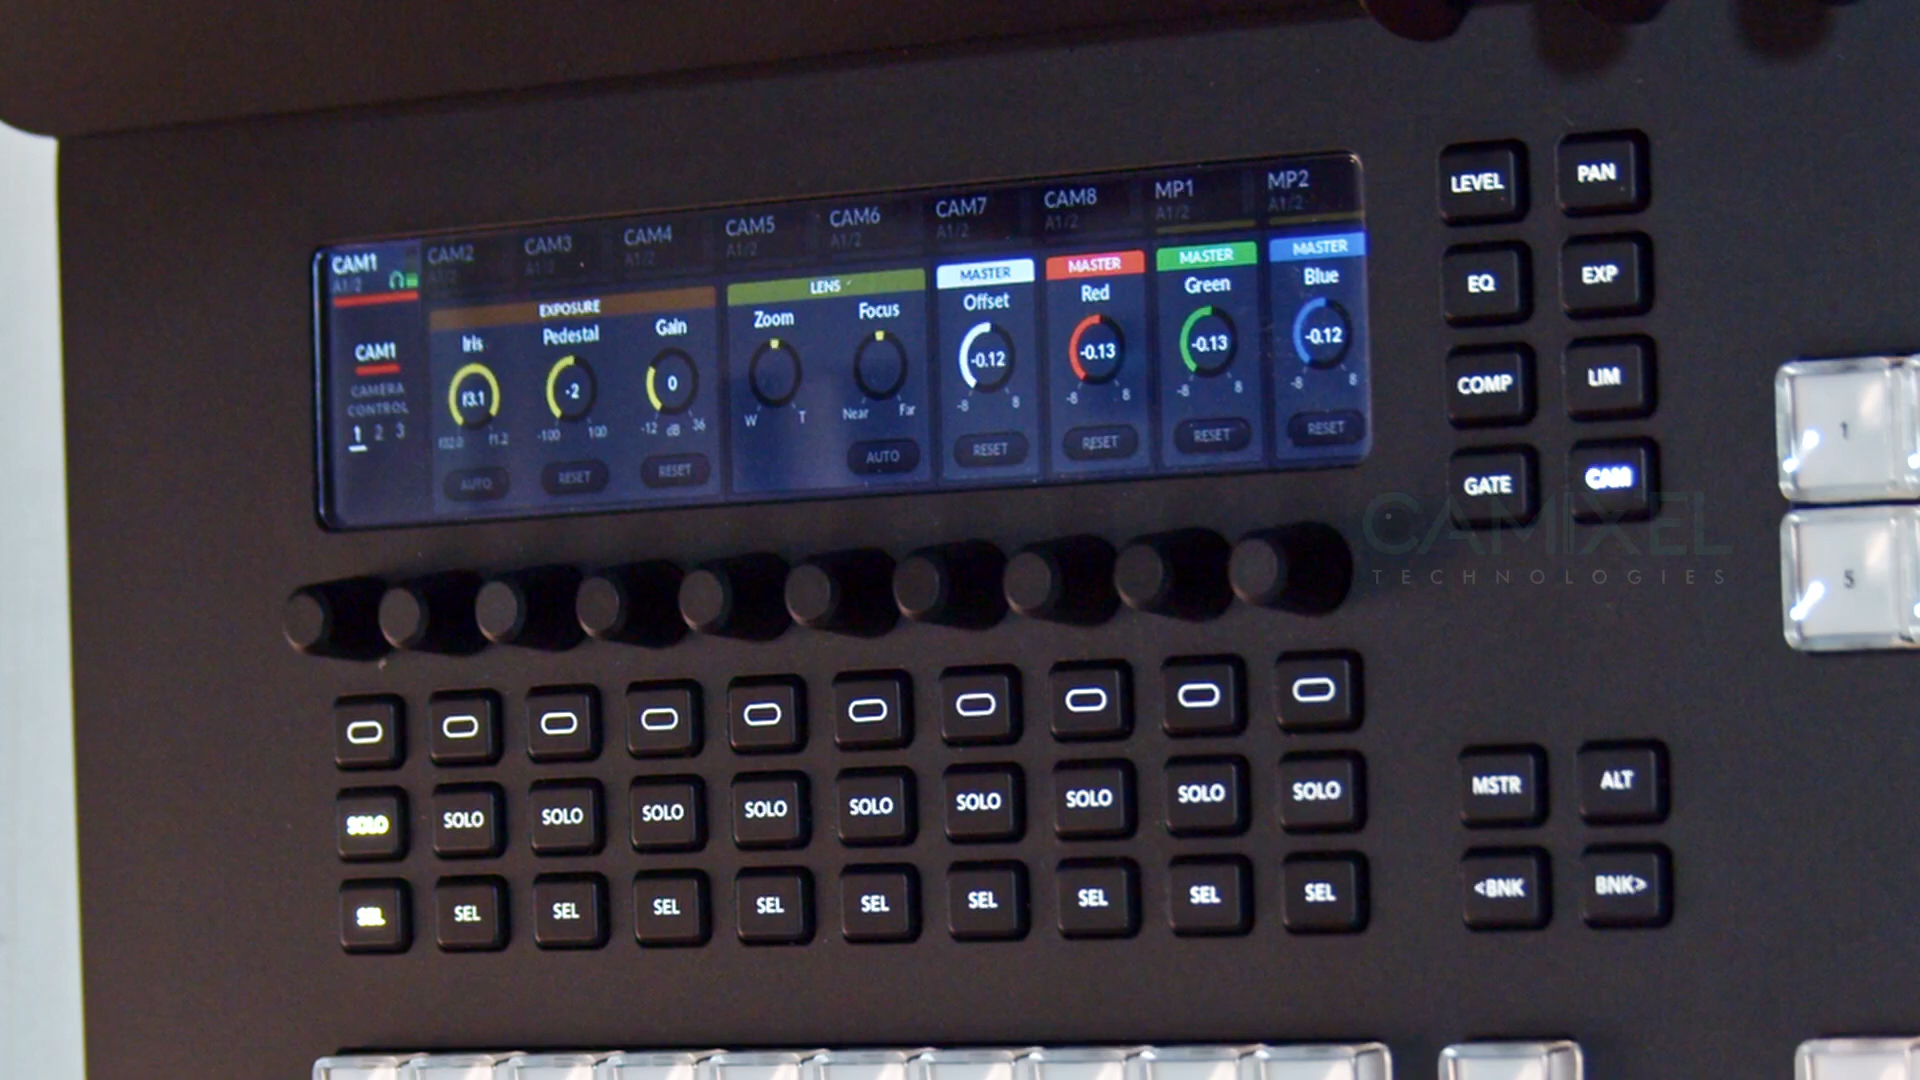 CAM1 CAM2 CAM3 CAM4 CAM5 CAM6 CAM7 CAM8 MP1 MP2
A1/2 A1/2 A1/2 A1/2 A1/2 A1/2 A1/2 A1/2 A1/2 A1/2
EXPOSURE LENS MASTER MASTER MASTER MASTER
Iris Pedestal Gain Zoom Focus Offset Red Green Blue
CAM1
CAMERA
CONTROL
1 2 3
f3.1 -2 0 -0.12 -0.13 -0.13 -0.12
f1.2 -100 100 -12 dB 36 W T Near Far -8 8 -8 8 -8 8 -8 8
AUTO RESET RESET AUTO RESET RESET RESET RESET
LEVEL PAN
EQ EXP
COMP LIM
GATE CAM
1
5
CAMIXEL
TECHNOLOGIES
SOLO SOLO SOLO SOLO SOLO SOLO SOLO SOLO SOLO SOLO
SEL SEL SEL SEL SEL SEL SEL SEL SEL SEL
MSTR ALT
<BNK BNK>